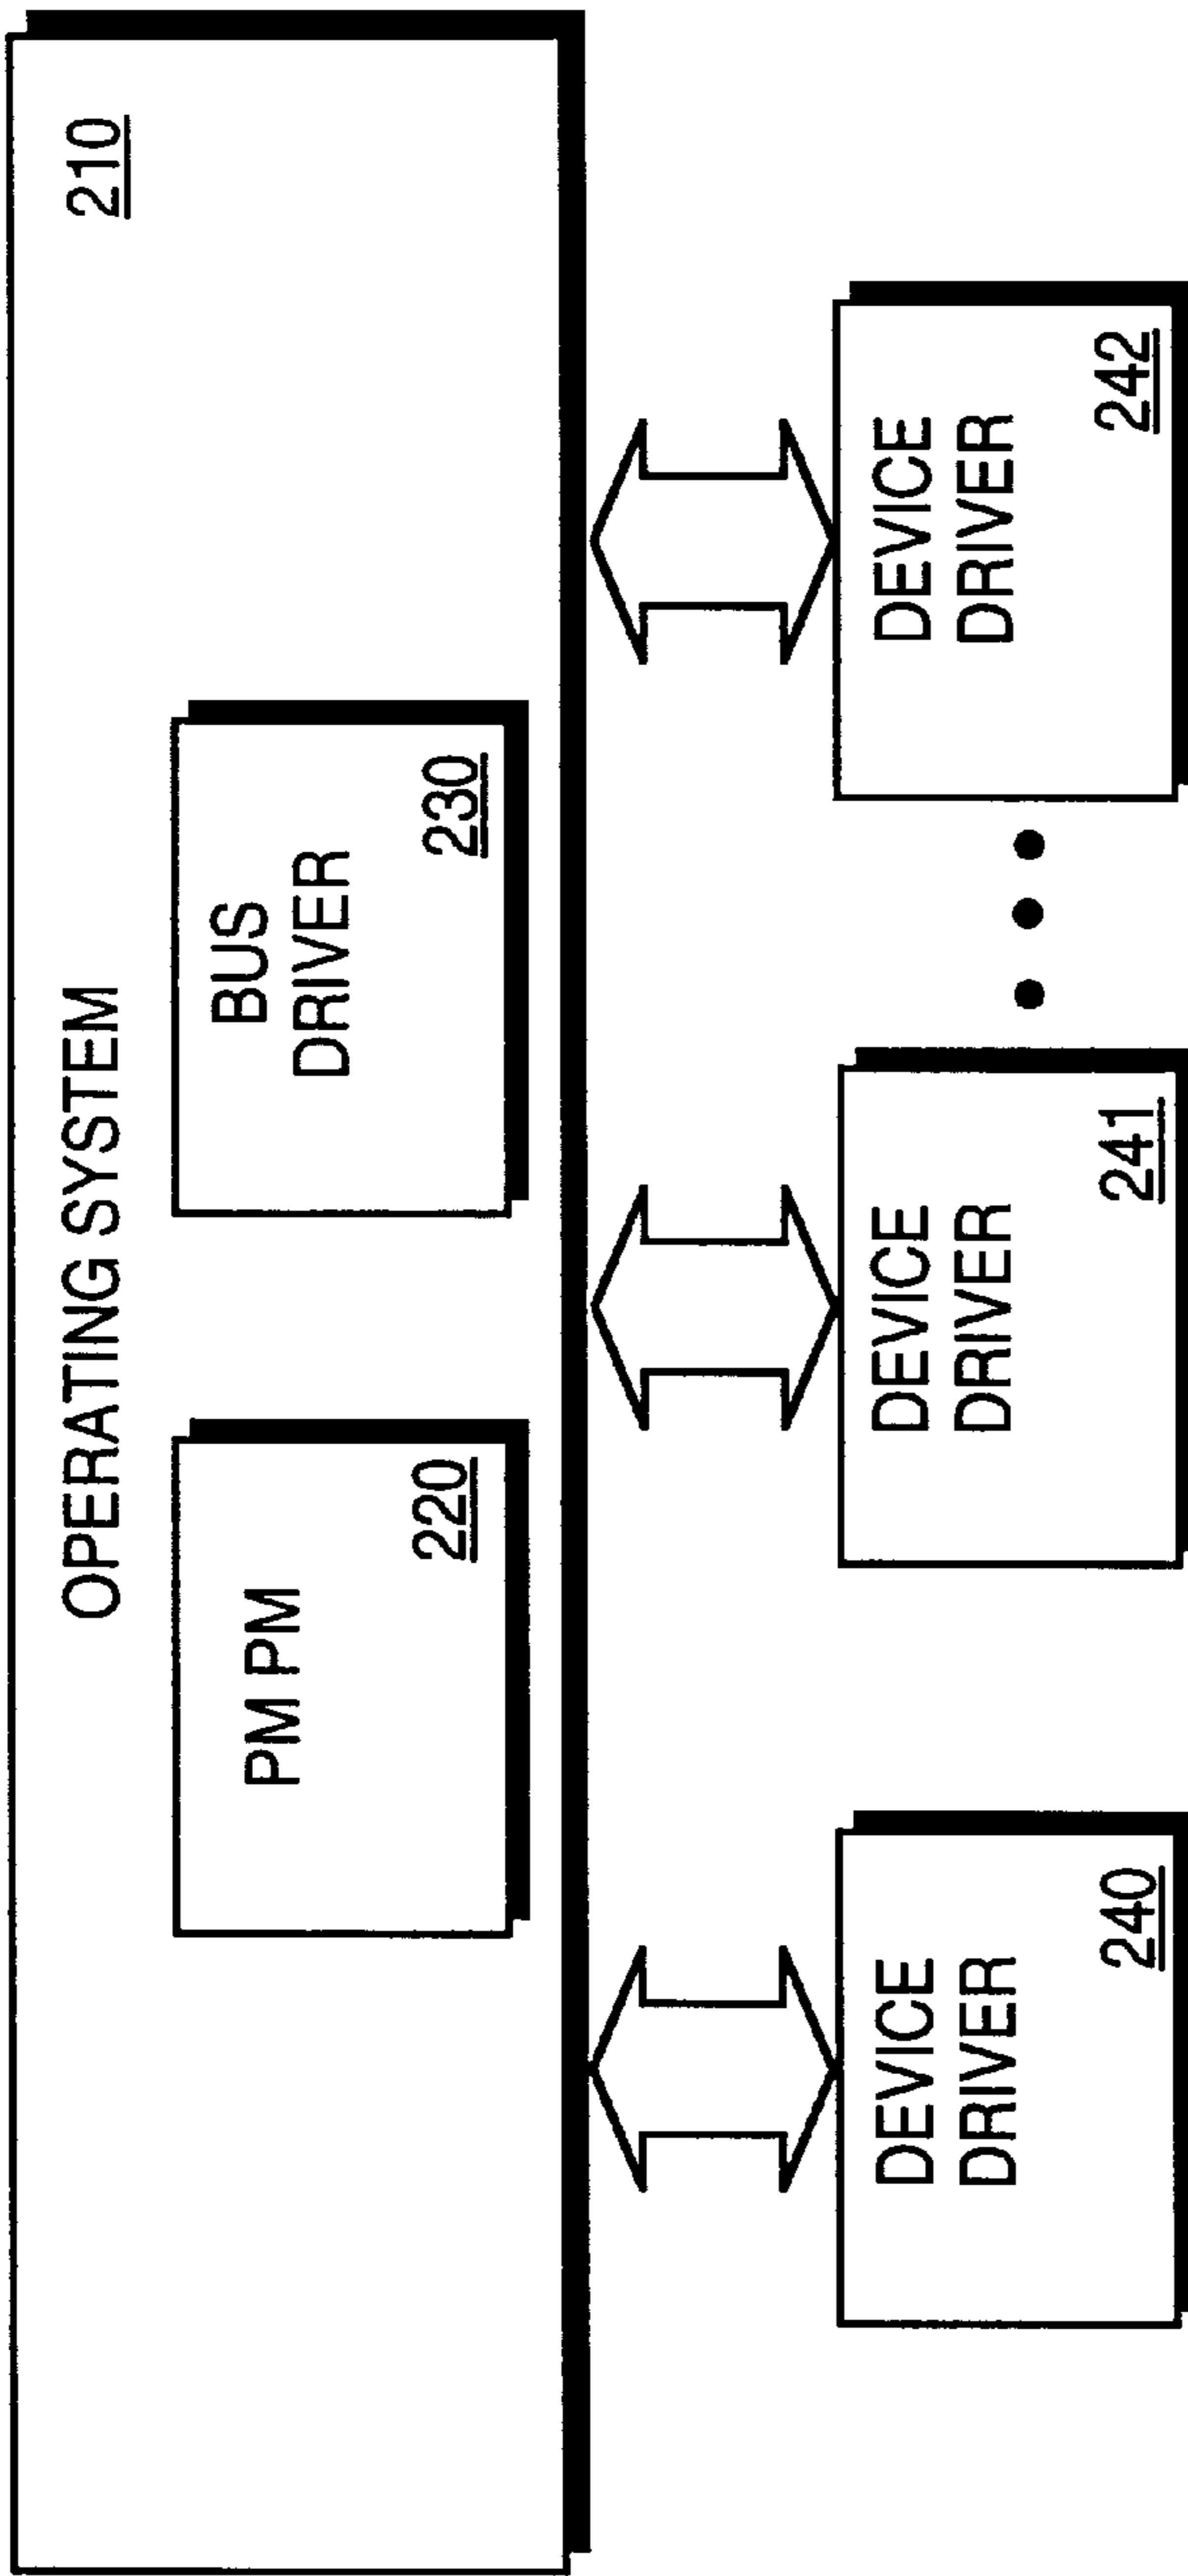 OPERATING SYSTEM
210
PM PM
220
BUS
DRIVER
230
DEVICE
DRIVER
240
DEVICE
DRIVER
241
DEVICE
DRIVER
242